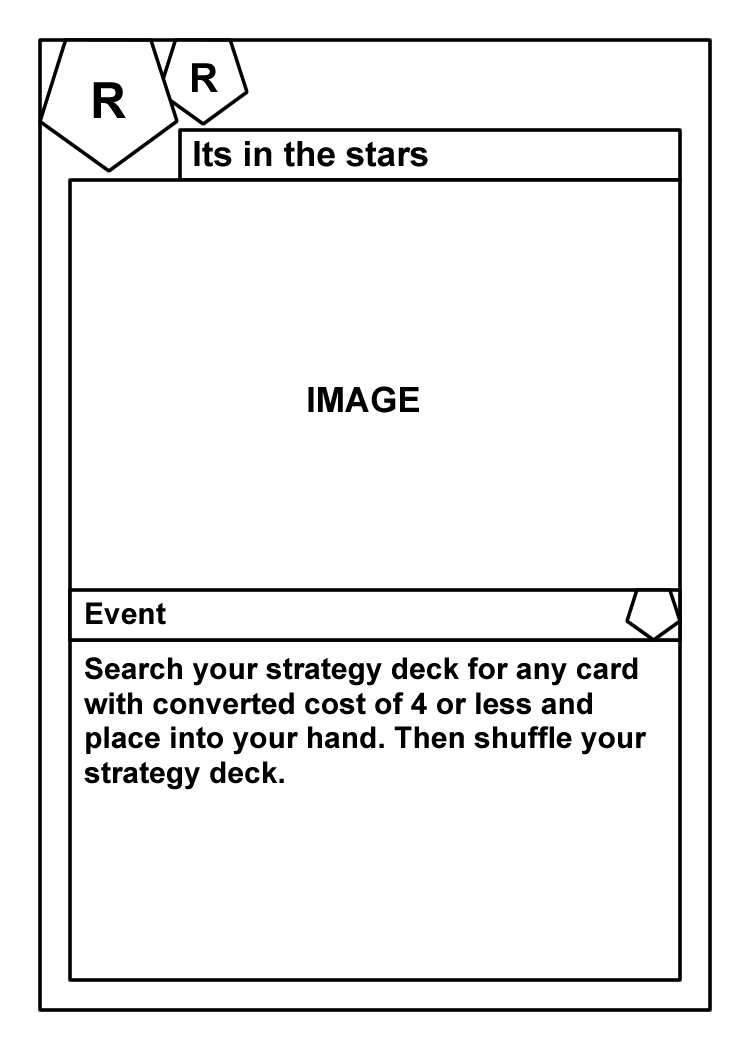 R
R
Its in the stars
IMAGE
Event
Search your strategy deck for any card
with converted cost of 4 or less and
place into your hand. Then shuffle your
strategy deck.